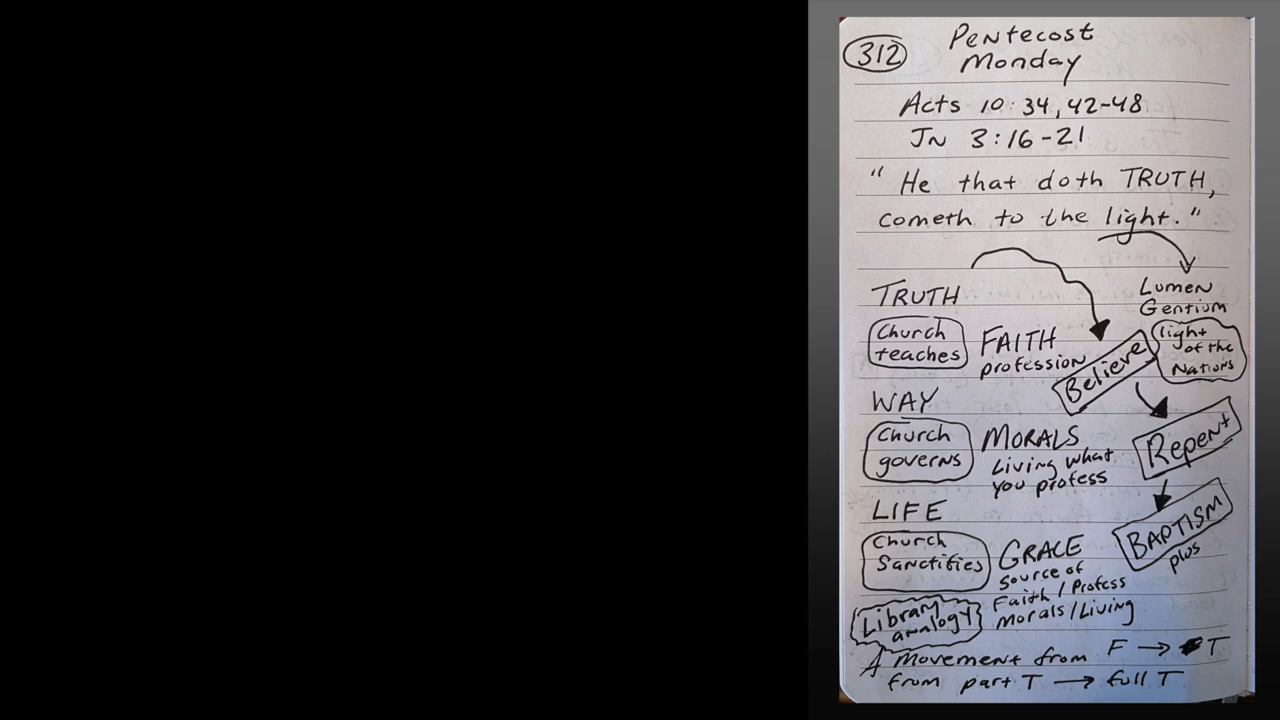 312
Pentecost
Monday
Acts 10:34, 42-48
JN 3:16-21
"He that doth TRUTH,
cometh to the light."
Lumen
Gentium
light
of the
Nations
TRUTH
Church
teaches
FAITH
profession
Believe
WAY
Church
governs
MORALS
Living what
you profess
Repent
LIFE
Church
Sanctifies
GRACE
Source of
Faith / Profess
Morals / Living
BAPTISM
plus
Library
analogy
A movement from F → T
from part T → full T